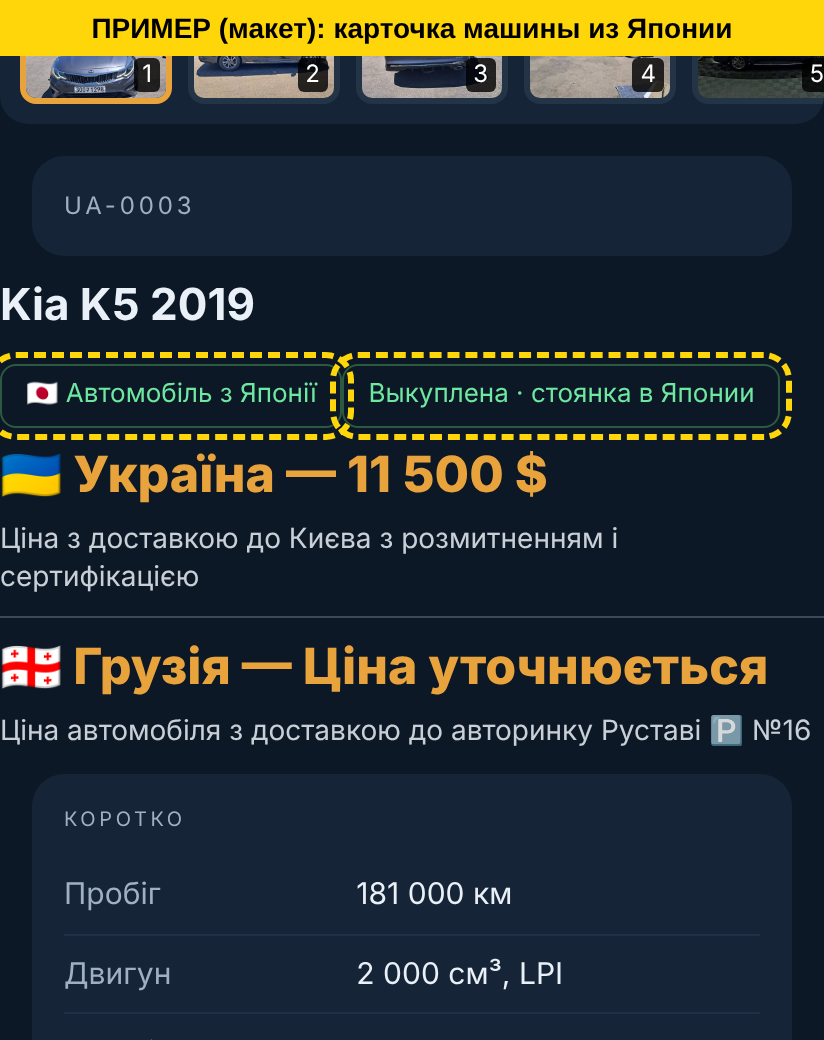 ПРИМЕР (макет): карточка машины из Японии
1
2
3
4
5
UA-0003
Kia K5 2019
🇯🇵 Автомобіль з Японії
Выкуплена · стоянка в Японии
🇺🇦 Україна — 11 500 $
Ціна з доставкою до Києва з розмитненням і
сертифікацією
🇬🇪 Грузія — Ціна уточнюється
Ціна автомобіля з доставкою до авторинку Руставі 🅿️ №16
КОРОТКО
Пробіг
181 000 км
Двигун
2 000 см³, LPI